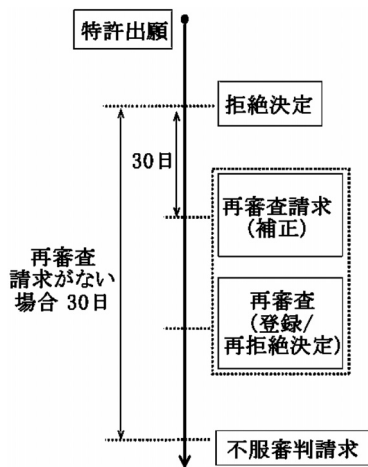 特許出願
拒絶決定
30日
再審査請求
(補正)
再審査
請求がない
場合 30日
再審査
(登録/
再拒絶決定)
不服審判請求